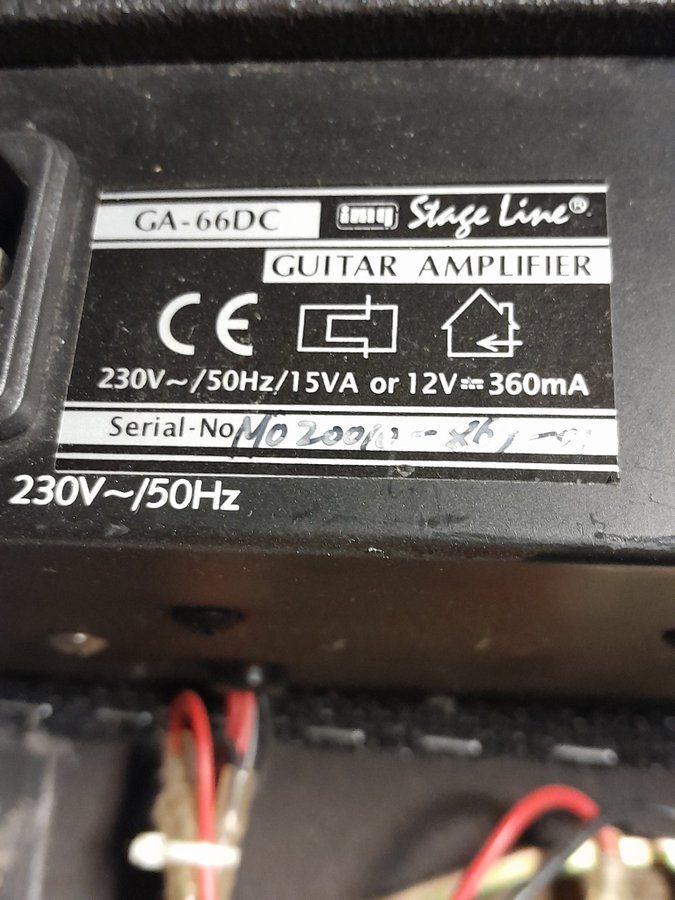 GA-66DC img Stage Line®
GUITAR AMPLIFIER
CE
230V~/50Hz/15VA or 12V⎓360mA
Serial-No
230V~/50Hz